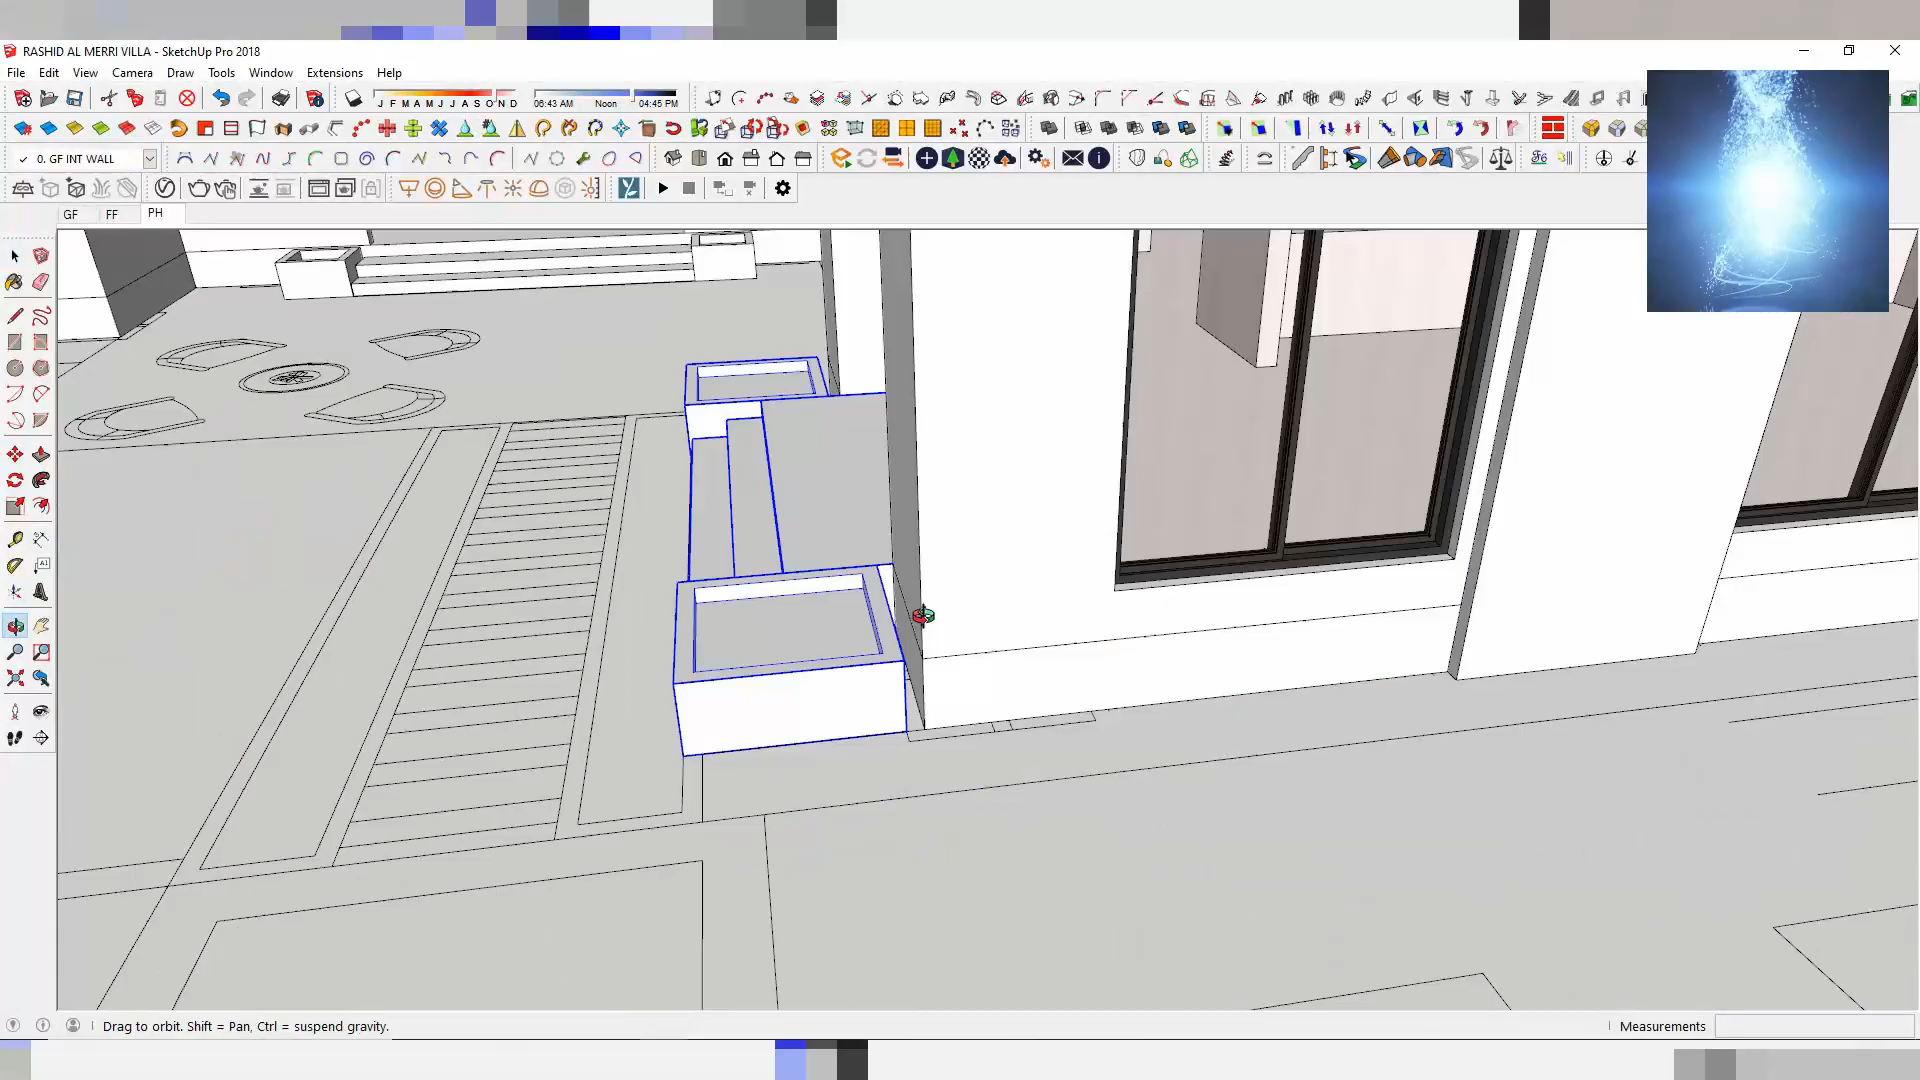 RASHID AL MERRI VILLA - SketchUp Pro 2018
File Edit View Camera Draw Tools Window Extensions Help
J F M A M J J A S O N D 06:43 AM Noon 04:45 PM
✓ 0. GF INT WALL
GF FF PH
A1
Drag to orbit. Shift = Pan, Ctrl = suspend gravity.
Measurements